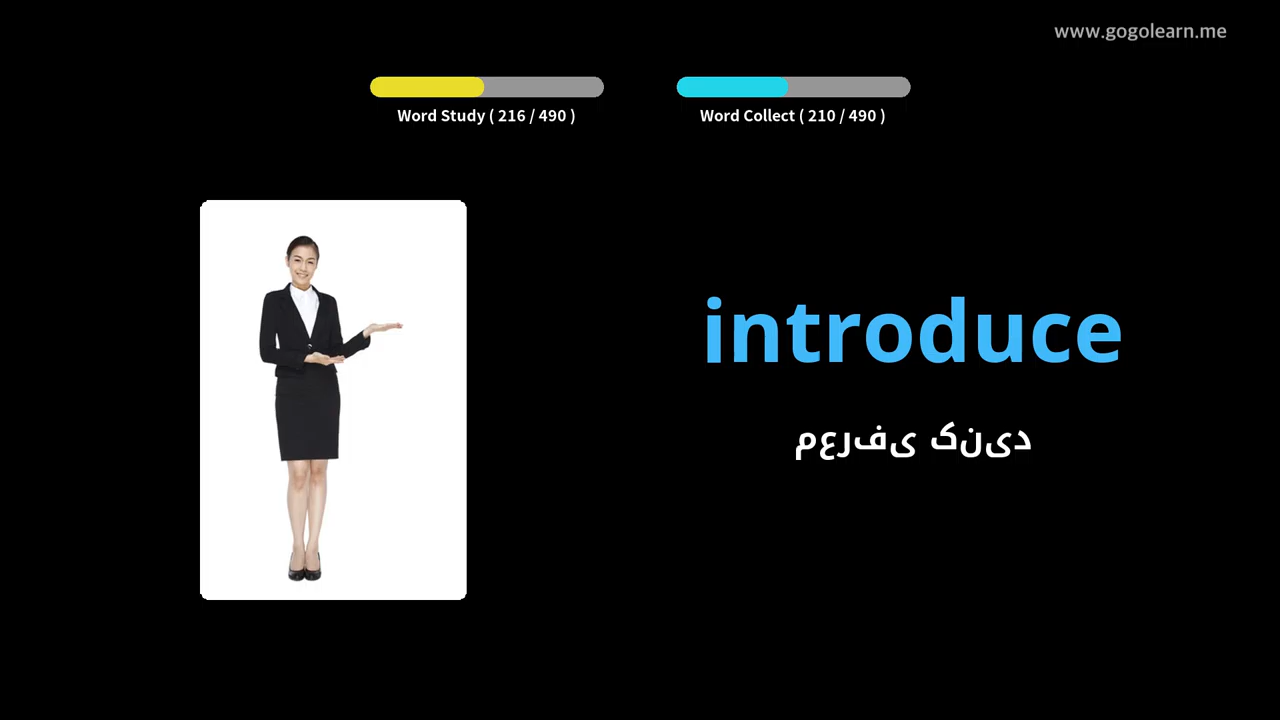 www.gogolearn.me
Word Study ( 216 / 490 )
Word Collect ( 210 / 490 )
introduce
معرفی کنید